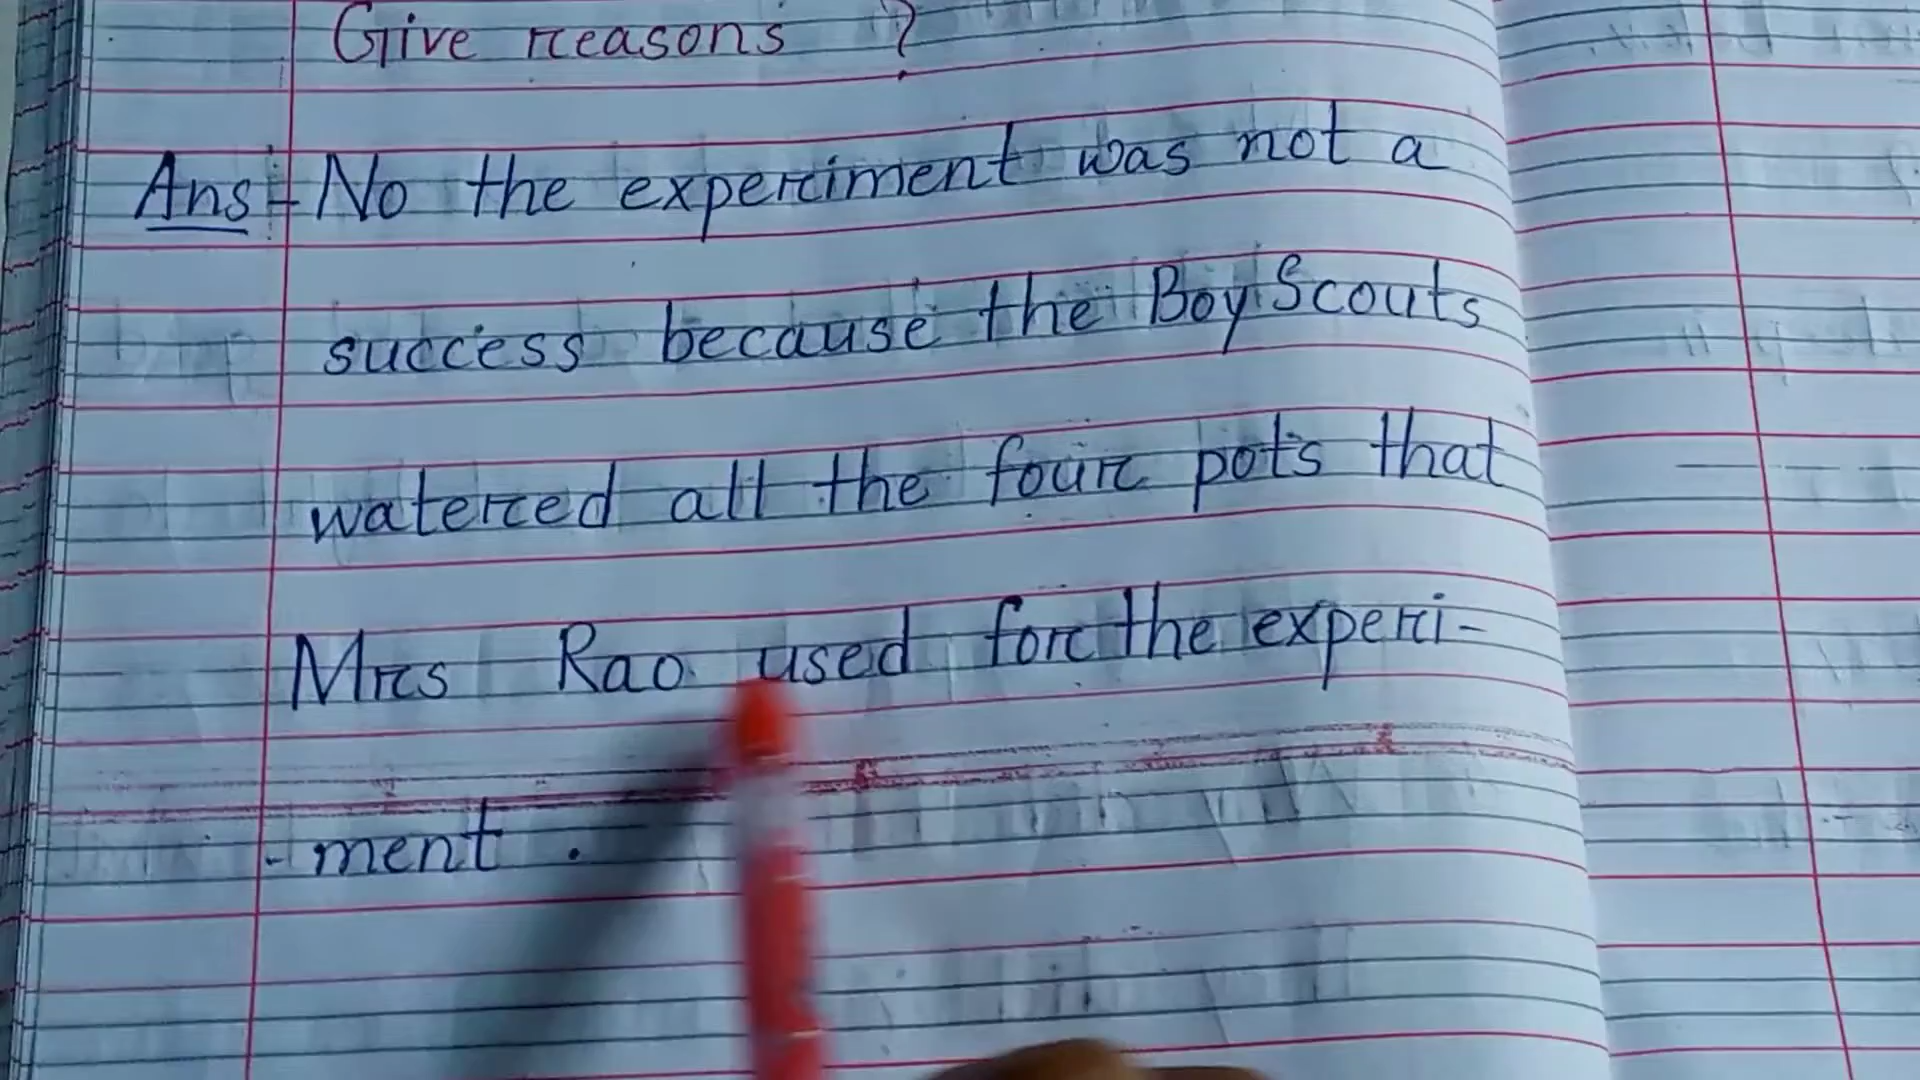 Give reasons ?
Ans:- No the experiment was not a
success because the Boy Scouts
watered all the four pots that
Mrs Rao used for the experi-
- ment .